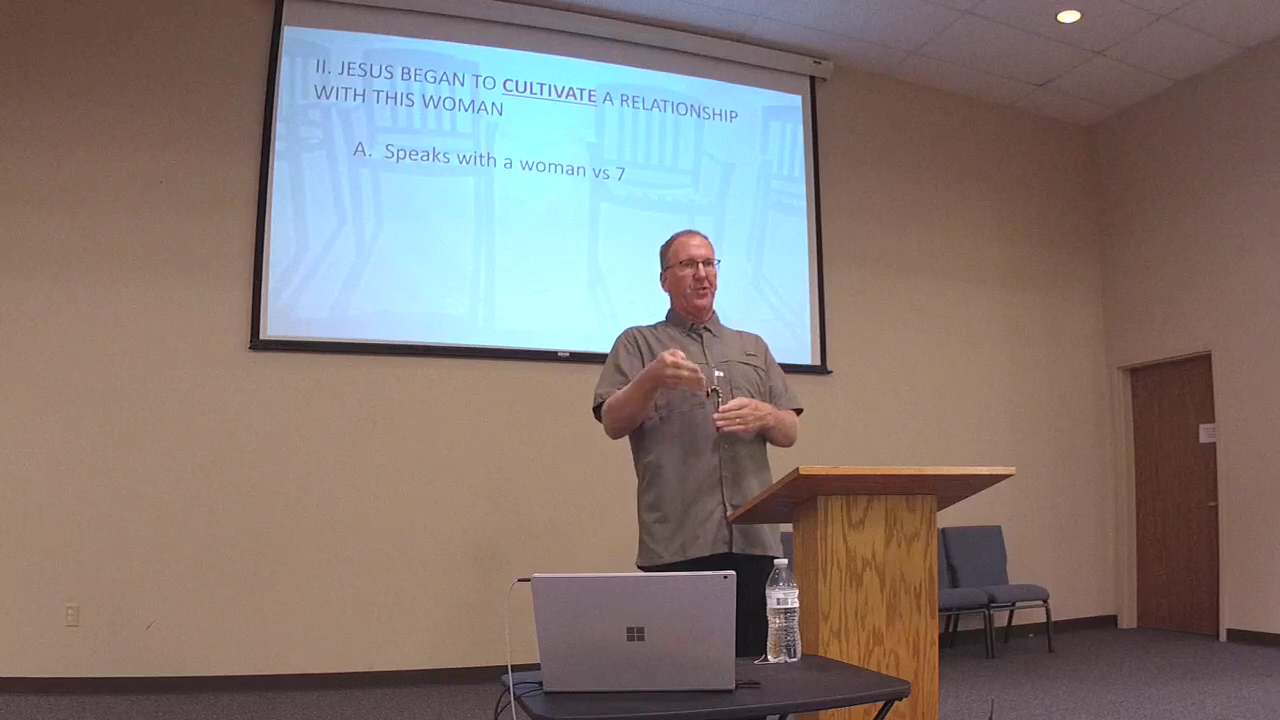 II. JESUS BEGAN TO CULTIVATE A RELATIONSHIP
WITH THIS WOMAN
A. Speaks with a woman vs 7